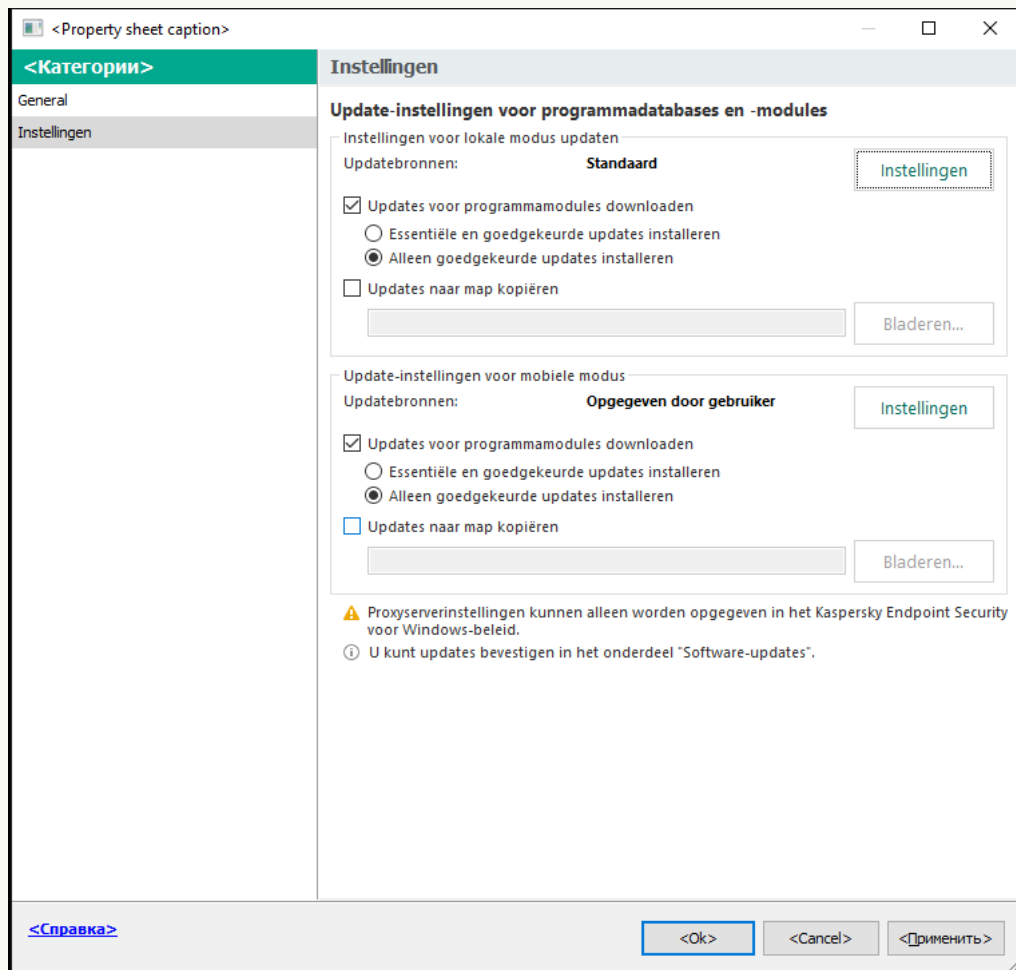 <Property sheet caption>
<Категории>
General
Instellingen
Instellingen
Update-instellingen voor programmadatabases en -modules
Instellingen voor lokale modus updaten
Updatebronnen: Standaard
Instellingen
Updates voor programmamodules downloaden
Essentiële en goedgekeurde updates installeren
Alleen goedgekeurde updates installeren
Updates naar map kopiëren
Bladeren...
Update-instellingen voor mobiele modus
Updatebronnen: Opgegeven door gebruiker
Instellingen
Updates voor programmamodules downloaden
Essentiële en goedgekeurde updates installeren
Alleen goedgekeurde updates installeren
Updates naar map kopiëren
Bladeren...
Proxyserverinstellingen kunnen alleen worden opgegeven in het Kaspersky Endpoint Security
voor Windows-beleid.
U kunt updates bevestigen in het onderdeel "Software-updates".
<Справка>
<Ok> <Cancel> <Применить>